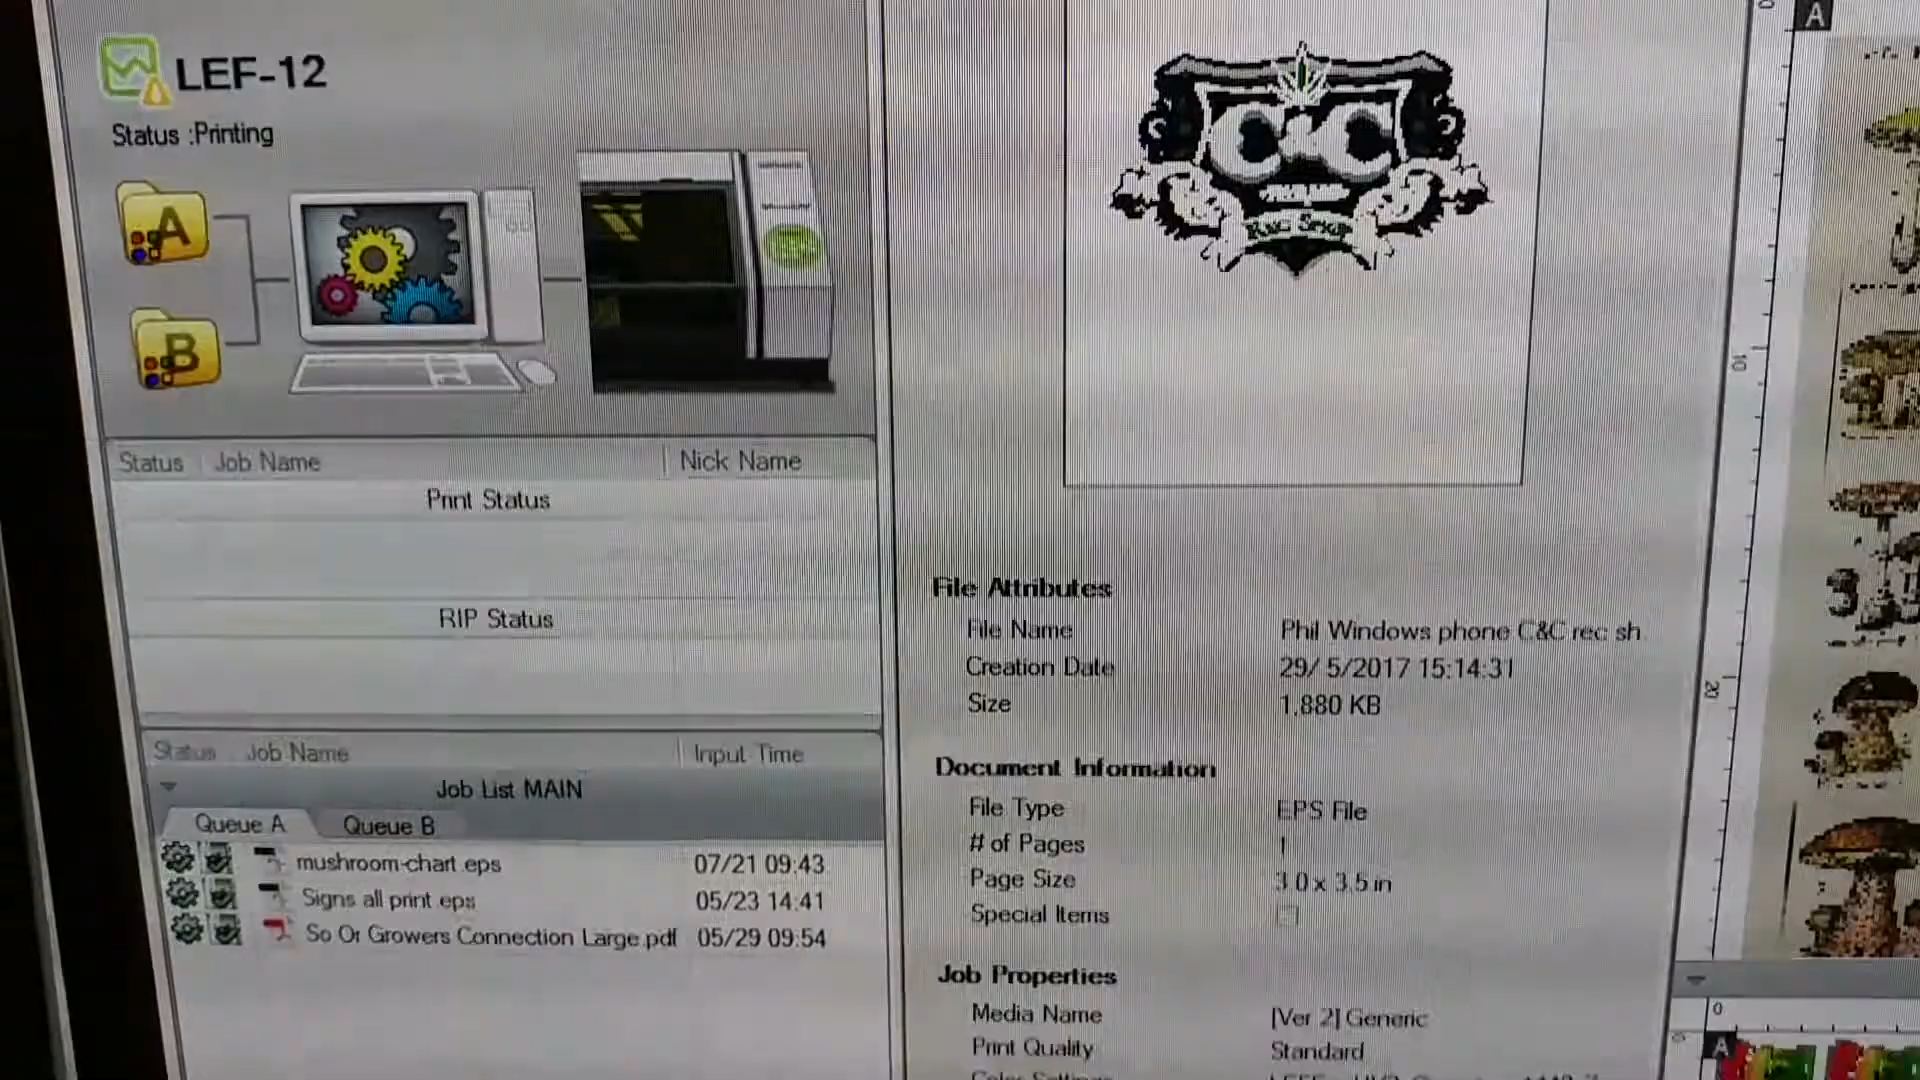 LEF-12
Status :Printing
A
B
Status Job Name Nick Name
Print Status
RIP Status
Status Job Name Input Time
Job List MAIN
Queue A Queue B
mushroom-chart.eps 07/21 09:43
Signs all print.eps 05/23 14:41
So Or Growers Connection Large.pdf 05/29 09:54
C C
File Attributes
File Name Phil Windows phone C&C rec sh
Creation Date 29/ 5/2017 15:14:31
Size 1,880 KB
Document Information
File Type EPS File
# of Pages 1
Page Size 3.0 x 3.5 in
Special Items
Job Properties
Media Name [Ver 2] Generic
Print Quality Standard
A
10
20
0
0
A